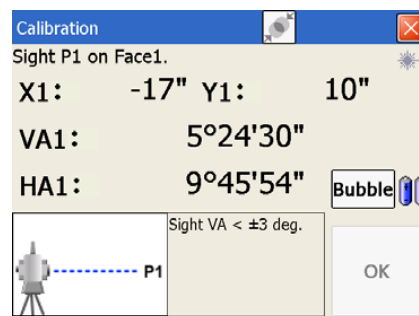 Calibration
Sight P1 on Face1.
X1: -17" Y1: 10"
VA1: 5°24'30"
HA1: 9°45'54"
Bubble
Sight VA < ±3 deg.
P1
OK